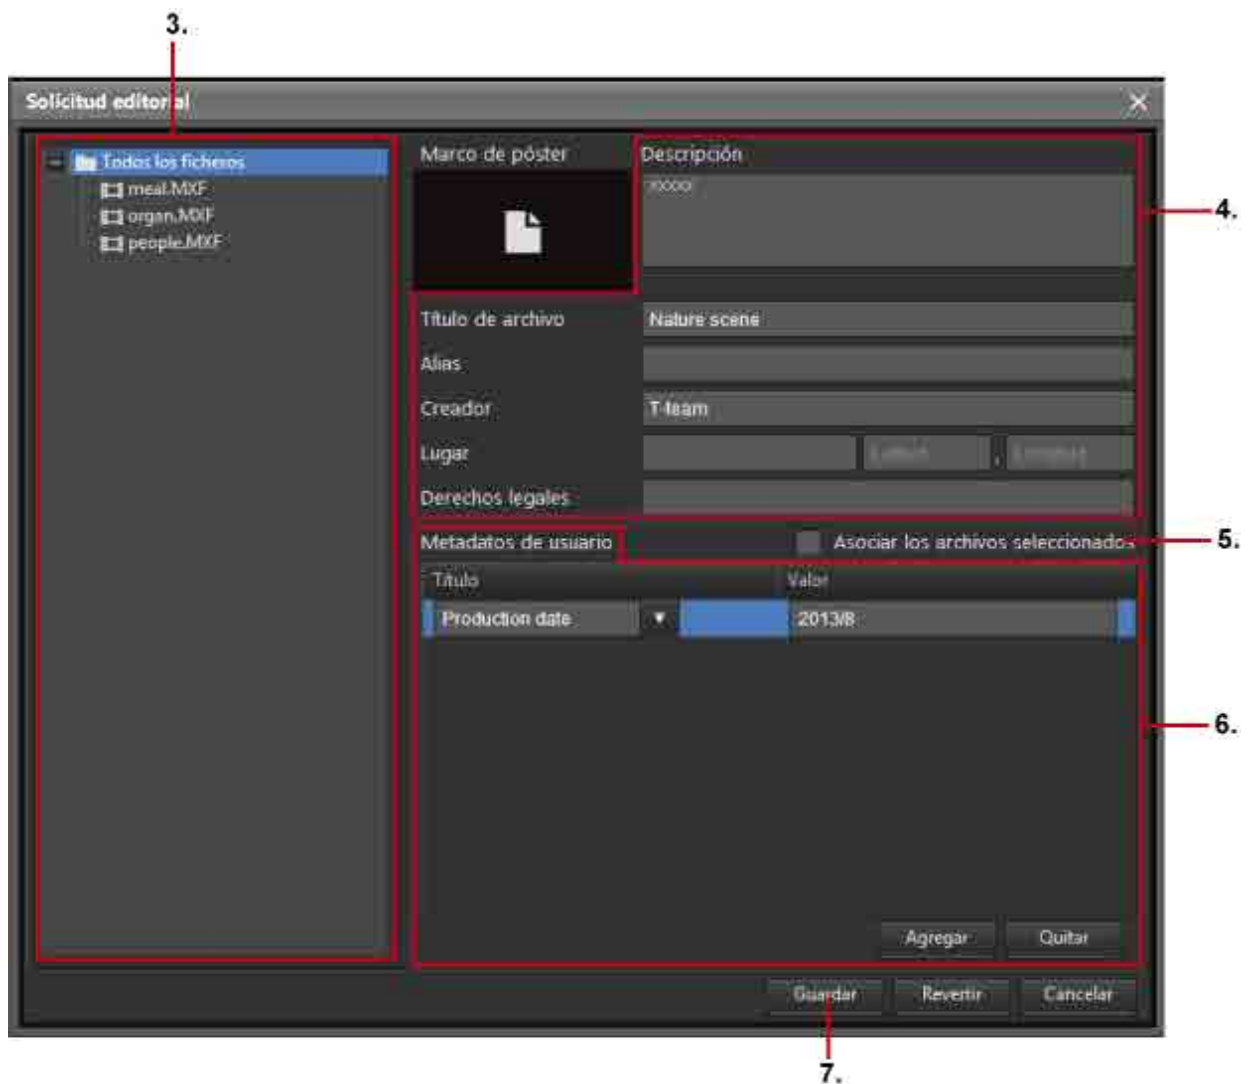 3.
Solicitud editorial
Todos los ficheros
meal.MXF
organ.MXF
people.MXF
Marco de póster
Descripción
xxxxx
4.
Título de archivo
Nature scene
Alias
Creador
T-team
Lugar
,
Derechos legales
Metadatos de usuario
Asociar los archivos seleccionados
5.
Título
Valor
Production date
2013/8
6.
Agregar
Quitar
Guardar
Revertir
Cancelar
7.